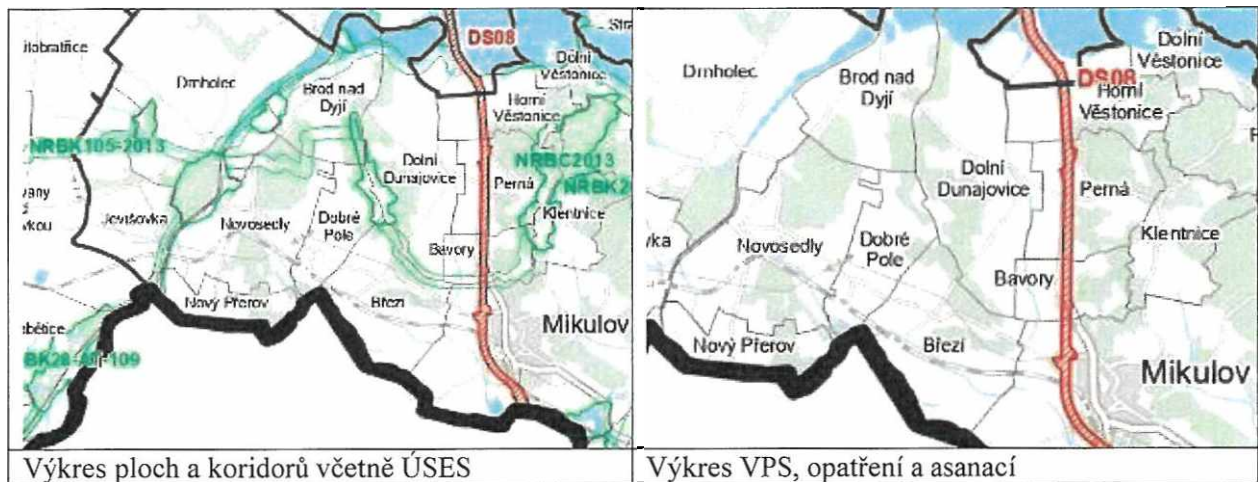 DS08
Drnholec
Brod nad
Dyjí
Dolní
Věstonice
Horní
Věstonice
NRBK105-2013
NRBC2013
Dolní
Dunajovice
Perná
Klentnice
Jevišovka
Novosedly
Dobré
Pole
Bavory
Nový Přerov
Březí
Mikulov
Výkres ploch a koridorů včetně ÚSES
Drnholec
Brod nad
Dyjí
Dolní
Věstonice
DS08
Horní
Věstonice
Dolní
Dunajovice
Perná
Klentnice
Novosedly
Dobré
Pole
Bavory
Nový Přerov
Březí
Mikulov
Výkres VPS, opatření a asanací